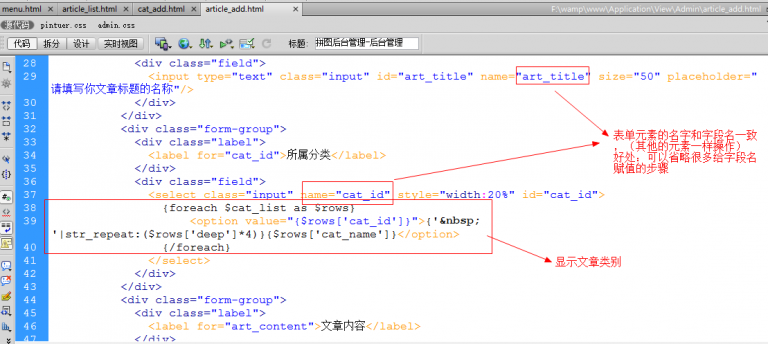 menu.html × article_list.html × cat_add.html × article_add.html × F:\wamp\www\Application\View\Admin\article_add.html
源代码 pintuer.css admin.css
代码 拆分 设计 实时视图 标题: 拼图后台管理-后台管理
28 <div class="field">
29 <input type="text" class="input" id="art_title" name="art_title" size="50" placeholder="
请填写你文章标题的名称"/>
30 </div>
31 </div>
32 <div class="form-group">
33 <div class="label">
34 <label for="cat_id">所属分类</label>
35 </div>
36 <div class="field">
37 <select class="input" name="cat_id" style="width:20%" id="cat_id">
38 {foreach $cat_list as $rows}
39 <option value="{$rows['cat_id']}">{'&nbsp;
'|str_repeat:($rows['deep']*4)}{$rows['cat_name']}</option>
40 {/foreach}
41 </select>
42 </div>
43 </div>
44 <div class="form-group">
45 <div class="label">
46 <label for="art_content">文章内容</label>
47 </div>
表单元素的名字和字段名一致
，（其他的元素一样操作）
好处：可以省略很多给字段名
赋值的步骤
显示文章类别